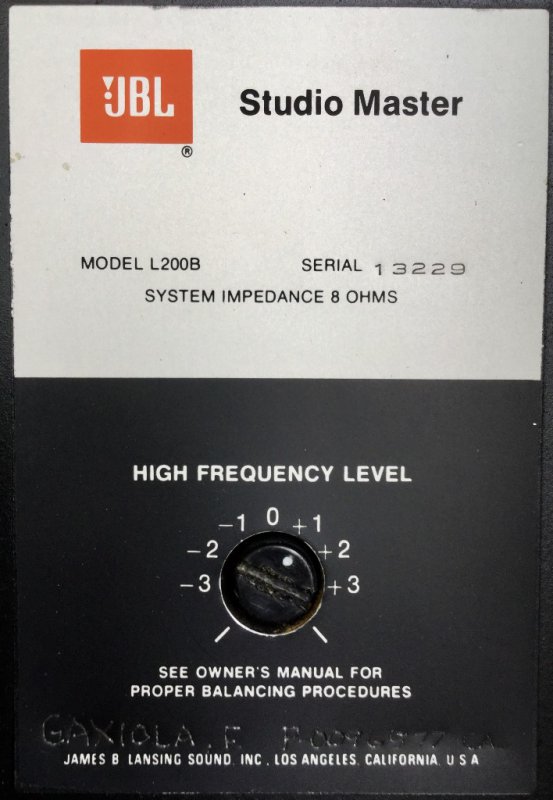 JBL
®
Studio Master
MODEL L200B SERIAL 13229
SYSTEM IMPEDANCE 8 OHMS
HIGH FREQUENCY LEVEL
-3 -2 -1 0 +1 +2 +3
SEE OWNER'S MANUAL FOR
PROPER BALANCING PROCEDURES
GAXIOLA. F.
JAMES B LANSING SOUND, INC., LOS ANGELES, CALIFORNIA, U S A